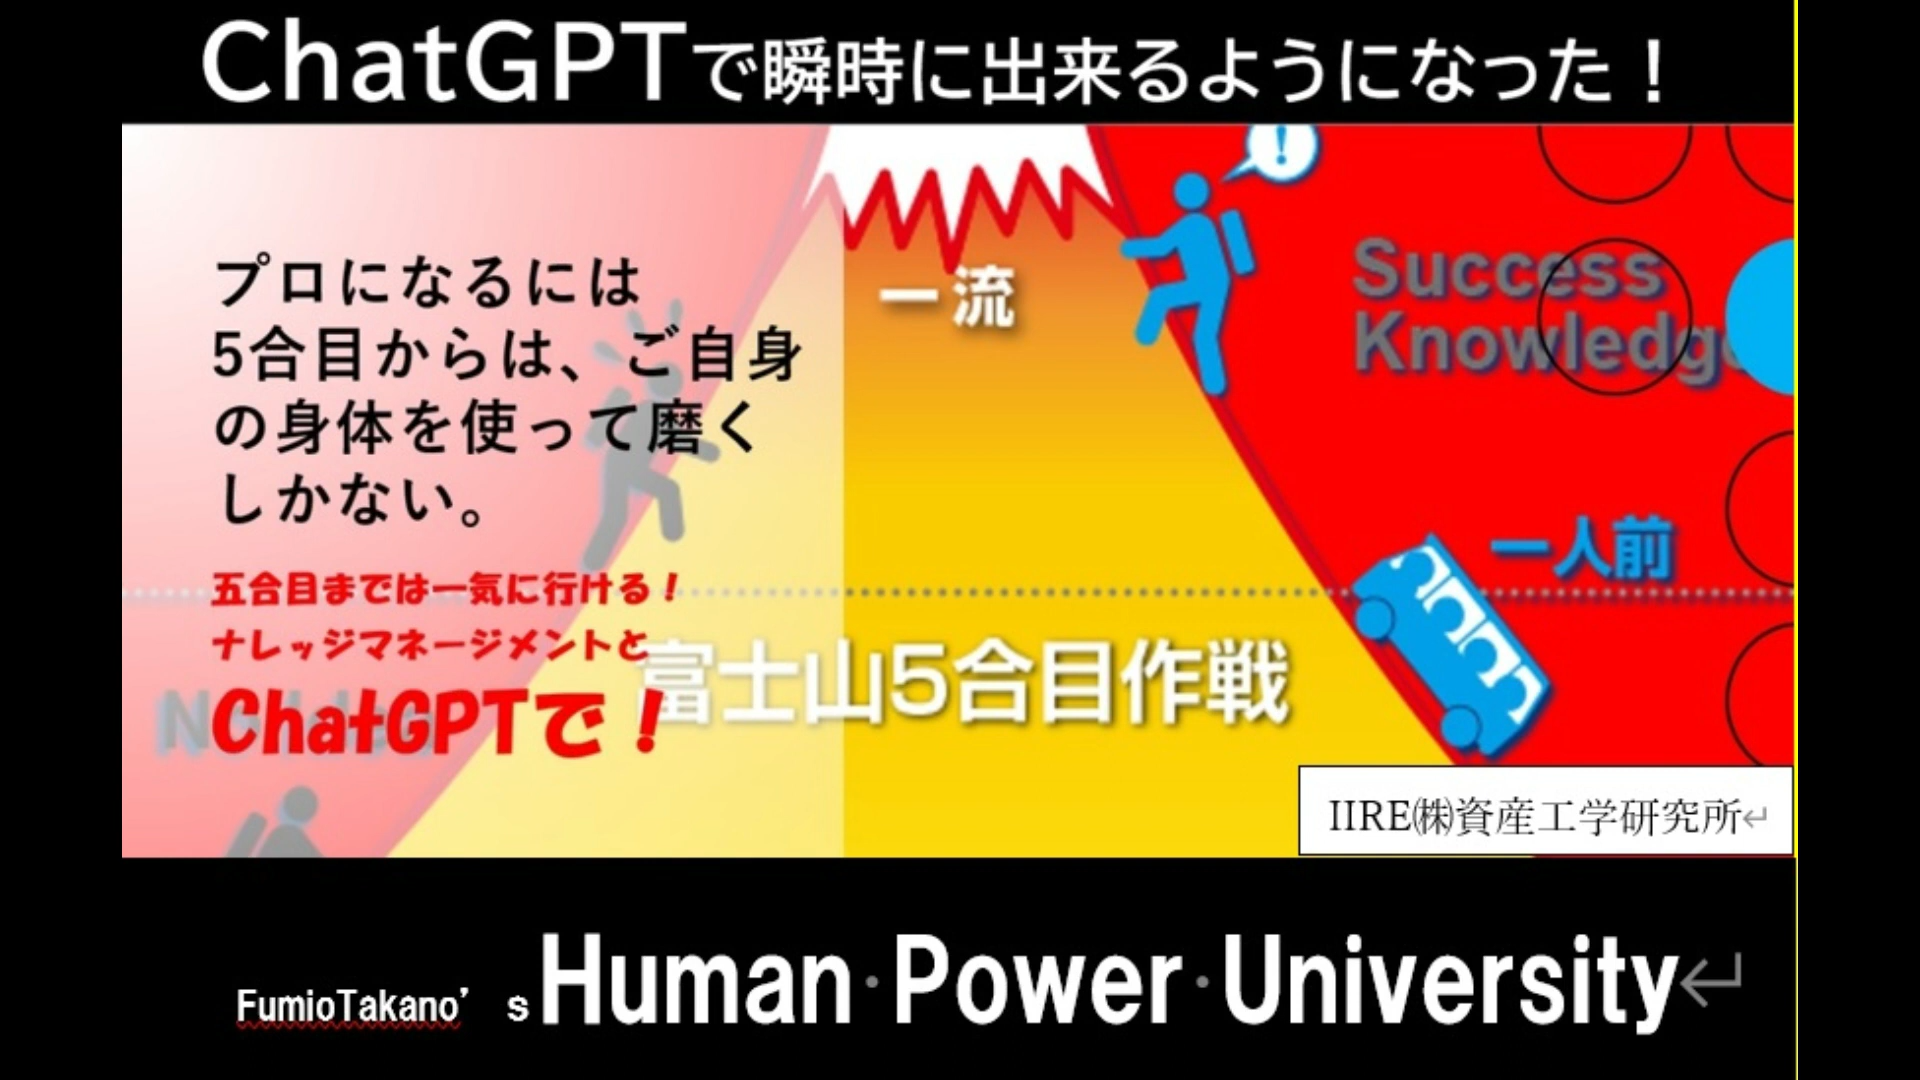 ChatGPTで瞬時に出来るようになった！
プロになるには
5合目からは、ご自身
の身体を使って磨く
しかない。
五合目までは一気に行ける！
ナレッジマネージメントと
ChatGPTで！
一流
!
Success
Knowledge
一人前
富士山5合目作戦
IIRE㈱資産工学研究所↵
FumioTakano’s Human Power University↵